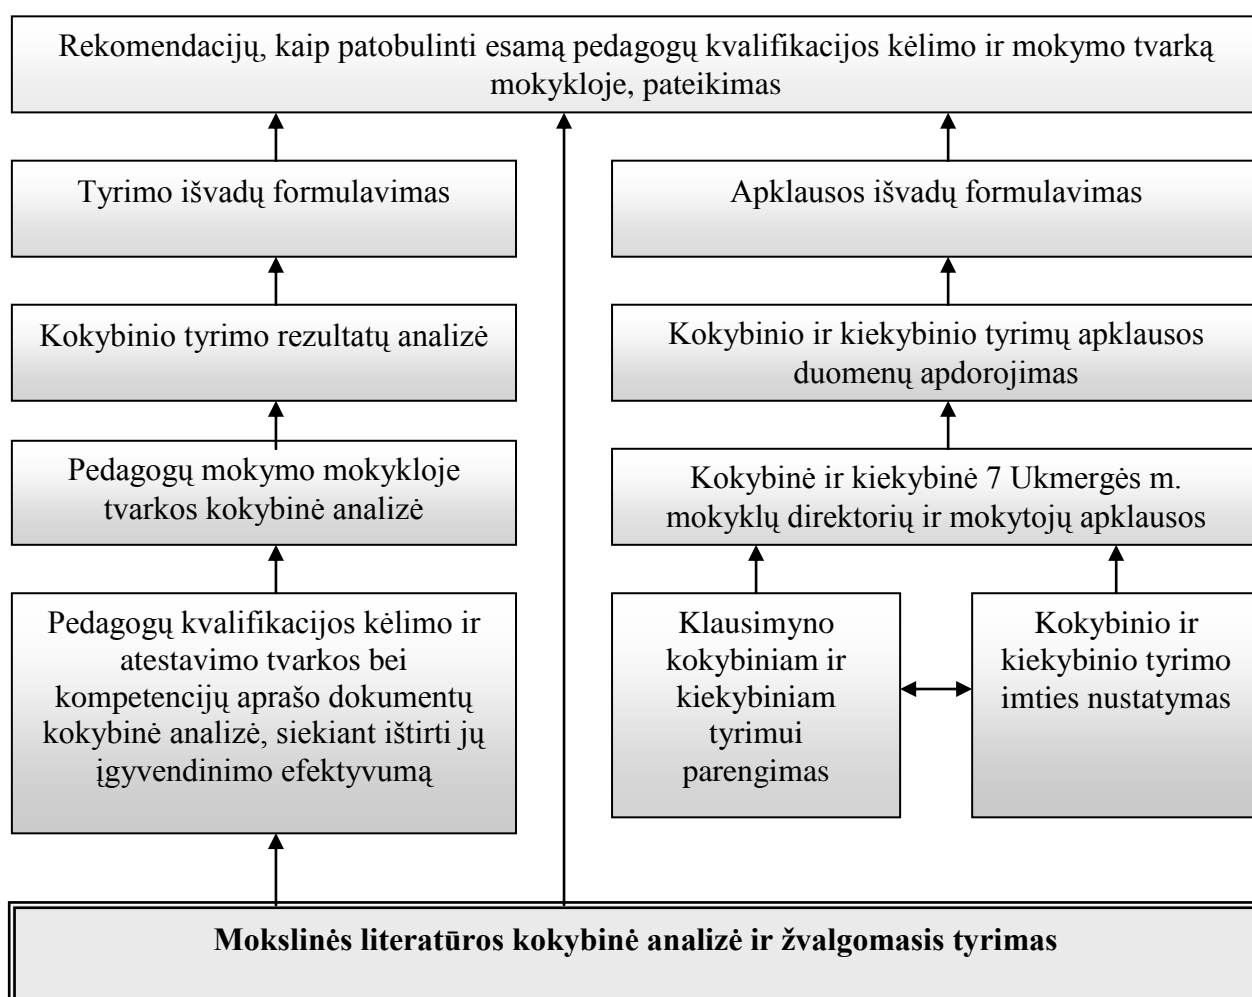 Rekomendacijų, kaip patobulinti esamą pedagogų kvalifikacijos kėlimo ir mokymo tvarką
mokykloje, pateikimas
Tyrimo išvadų formulavimas
Apklausos išvadų formulavimas
Kokybinio tyrimo rezultatų analizė
Kokybinio ir kiekybinio tyrimų apklausos
duomenų apdorojimas
Pedagogų mokymo mokykloje
tvarkos kokybinė analizė
Kokybinė ir kiekybinė 7 Ukmergės m.
mokyklų direktorių ir mokytojų apklausos
Pedagogų kvalifikacijos kėlimo ir
atestavimo tvarkos bei
kompetencijų aprašo dokumentų
kokybinė analizė, siekiant ištirti jų
įgyvendinimo efektyvumą
Klausimyno
kokybiniam ir
kiekybiniam
tyrimui
parengimas
Kokybinio ir
kiekybinio tyrimo
imties nustatymas
Mokslinės literatūros kokybinė analizė ir žvalgomasis tyrimas